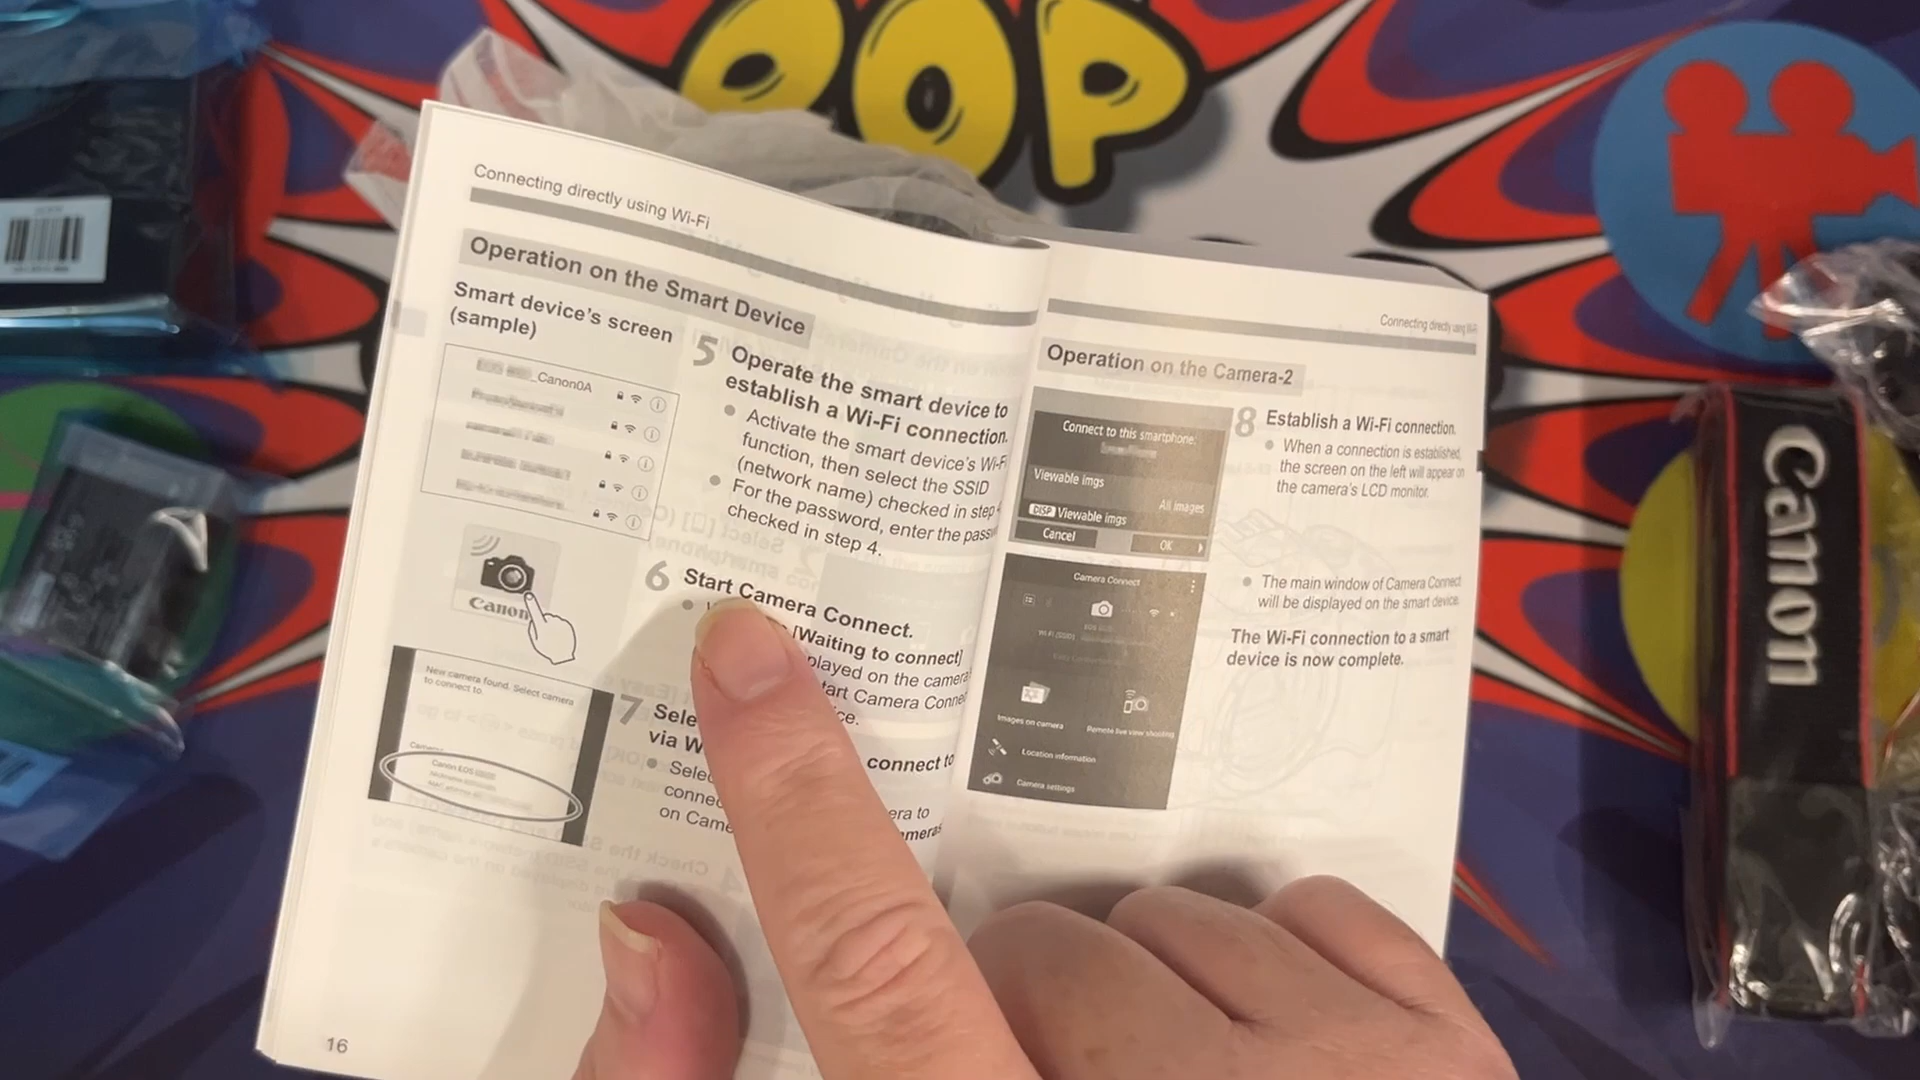 OOP
Connecting directly using Wi-Fi
Operation on the Smart Device
Smart device's screen
(sample)
_Canon0A
Canon
New camera found. Select camera
to connect to.
Cameras
Canon EOS
5 Operate the smart device to
establish a Wi-Fi connection.
● Activate the smart device's Wi-Fi
function, then select the SSID
(network name) checked in step
● For the password, enter the
checked in step 4.
6 Start Camera Connect.
[Waiting to connect]
played on the camera
tart Camera Connec
ce.
7 Sele
via W
connect to
● Selec
connec
era to
on Came
ameras
16
Connecting directly using Wi-Fi
Operation on the Camera-2
Connect to this smartphone.
Viewable imgs
All images
DISP Viewable imgs
Cancel
OK
Camera Connect
Images on camera
Remote live view shooting
Location information
Camera settings
8 Establish a Wi-Fi connection.
● When a connection is established,
the screen on the left will appear on
the camera's LCD monitor.
● The main window of Camera Connect
will be displayed on the smart device.
The Wi-Fi connection to a smart
device is now complete.
Canon